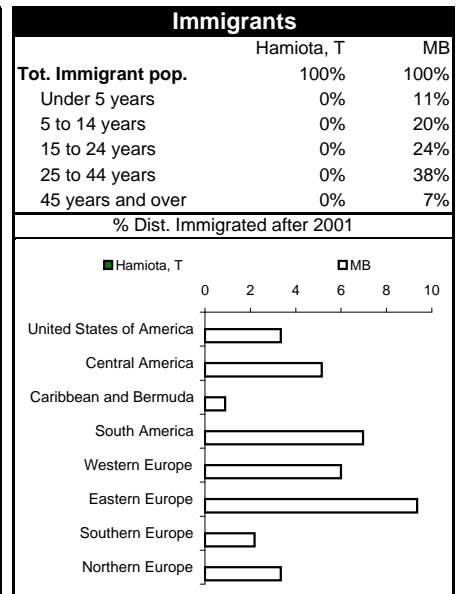 Immigrants
Hamiota, T MB
Tot. Immigrant pop. 100% 100%
Under 5 years 0% 11%
5 to 14 years 0% 20%
15 to 24 years 0% 24%
25 to 44 years 0% 38%
45 years and over 0% 7%
% Dist. Immigrated after 2001
Hamiota, T MB
0 2 4 6 8 10
United States of America
Central America
Caribbean and Bermuda
South America
Western Europe
Eastern Europe
Southern Europe
Northern Europe